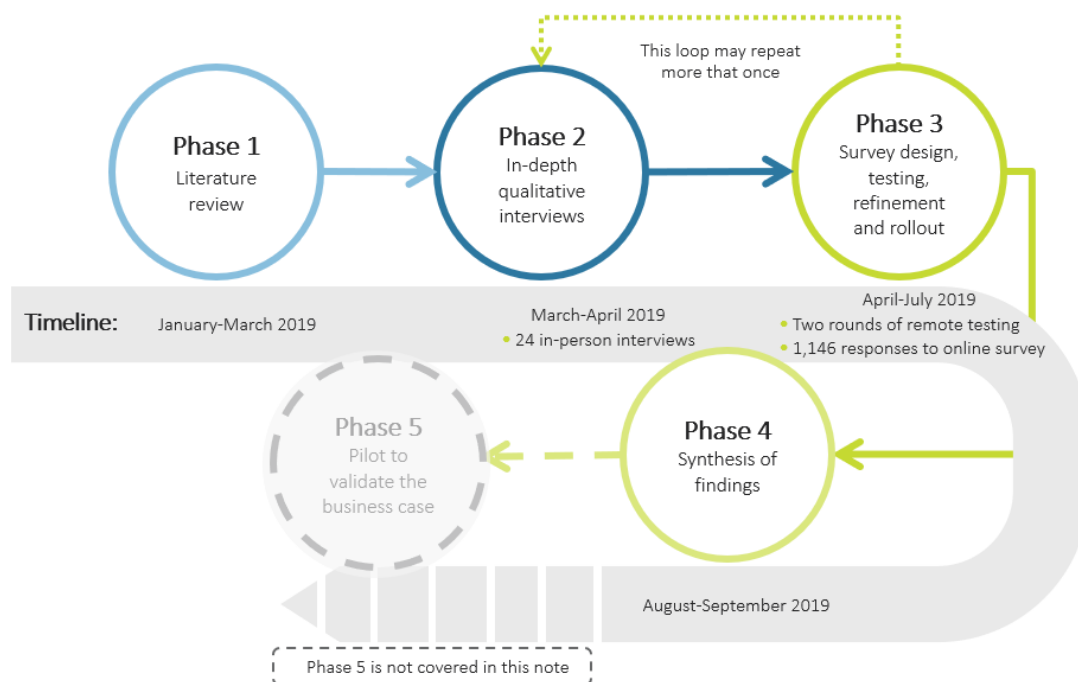 This loop may repeat
more that once
Phase 1
Literature
review
Phase 2
In-depth
qualitative
interviews
Phase 3
Survey design,
testing,
refinement
and rollout
Timeline:
January-March 2019
March-April 2019
• 24 in-person interviews
April-July 2019
• Two rounds of remote testing
• 1,146 responses to online survey
Phase 5
Pilot to
validate the
business case
Phase 4
Synthesis of
findings
August-September 2019
Phase 5 is not covered in this note